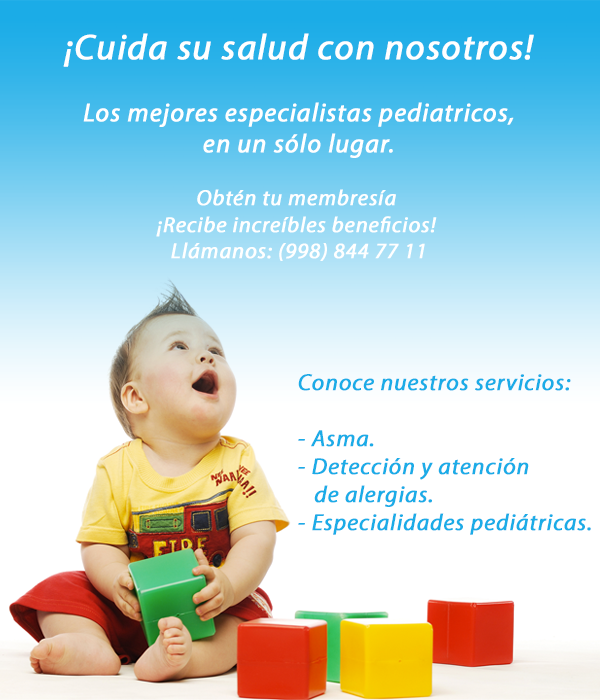 ¡Cuida su salud con nosotros!
Los mejores especialistas pediatricos,
en un sólo lugar.
Obtén tu membresía
¡Recibe increíbles beneficios!
Llámanos: (998) 844 77 11
Conoce nuestros servicios:
- Asma.
- Detección y atención
de alergias.
- Especialidades pediátricas.
FIRE